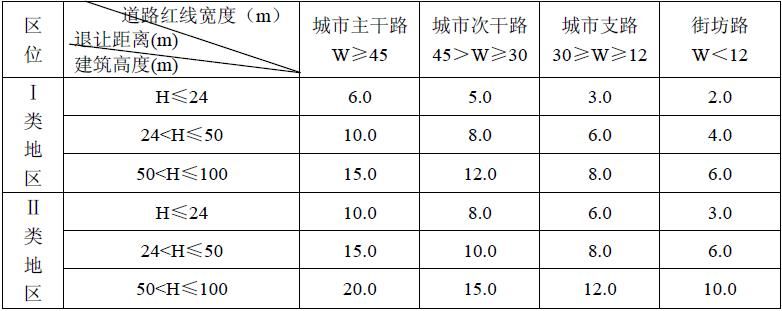 区位 道路红线宽度（m） 退让距离(m) 建筑高度(m) 城市主干路 W≥45 城市次干路 45＞W≥30 城市支路 30≥W≥12 街坊路 W＜12
Ⅰ类地区 H≤24 6.0 5.0 3.0 2.0
24<H≤50 10.0 8.0 6.0 4.0
50<H≤100 15.0 12.0 8.0 6.0
Ⅱ类地区 H≤24 10.0 8.0 6.0 3.0
24<H≤50 15.0 10.0 8.0 6.0
50<H≤100 20.0 15.0 12.0 10.0